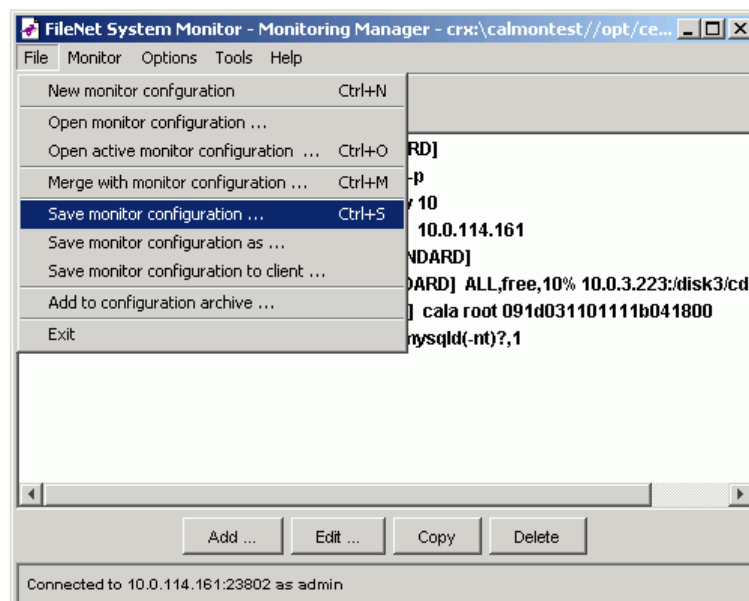 FileNet System Monitor - Monitoring Manager - crx:\calmontest//opt/ce...
File Monitor Options Tools Help
New monitor confguration Ctrl+N
Open monitor configuration ...
Open active monitor configuration ... Ctrl+O
Merge with monitor configuration ... Ctrl+M
Save monitor configuration ... Ctrl+S
Save monitor configuration as ...
Save monitor configuration to client ...
Add to configuration archive ...
Exit
RD]
-p
10
10.0.114.161
NDARD]
DARD] ALL,free,10% 10.0.3.223:/disk3/cd
] cala root 091d031101111b041800
mysqld(-nt)?,1
Add ... Edit ... Copy Delete
Connected to 10.0.114.161:23802 as admin